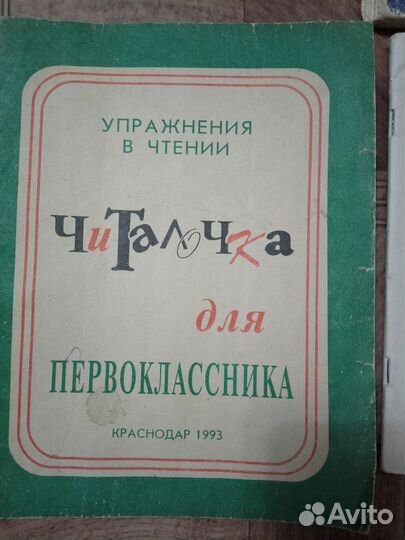 УПРАЖНЕНИЯ
В ЧТЕНИИ
ЧиТалОЧКа
для
ПЕРВОКЛАССНИКА
КРАСНОДАР 1993
Avito